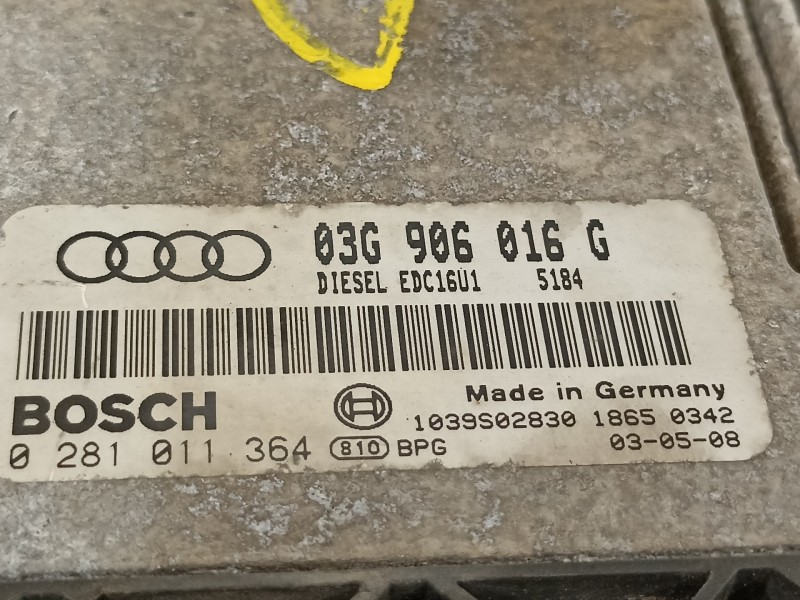 03G 906 016 G
DIESEL EDC16U1 5184
BOSCH
Made in Germany
1039S02830 1865 0342
0 281 011 364 810 BPG
03-05-08